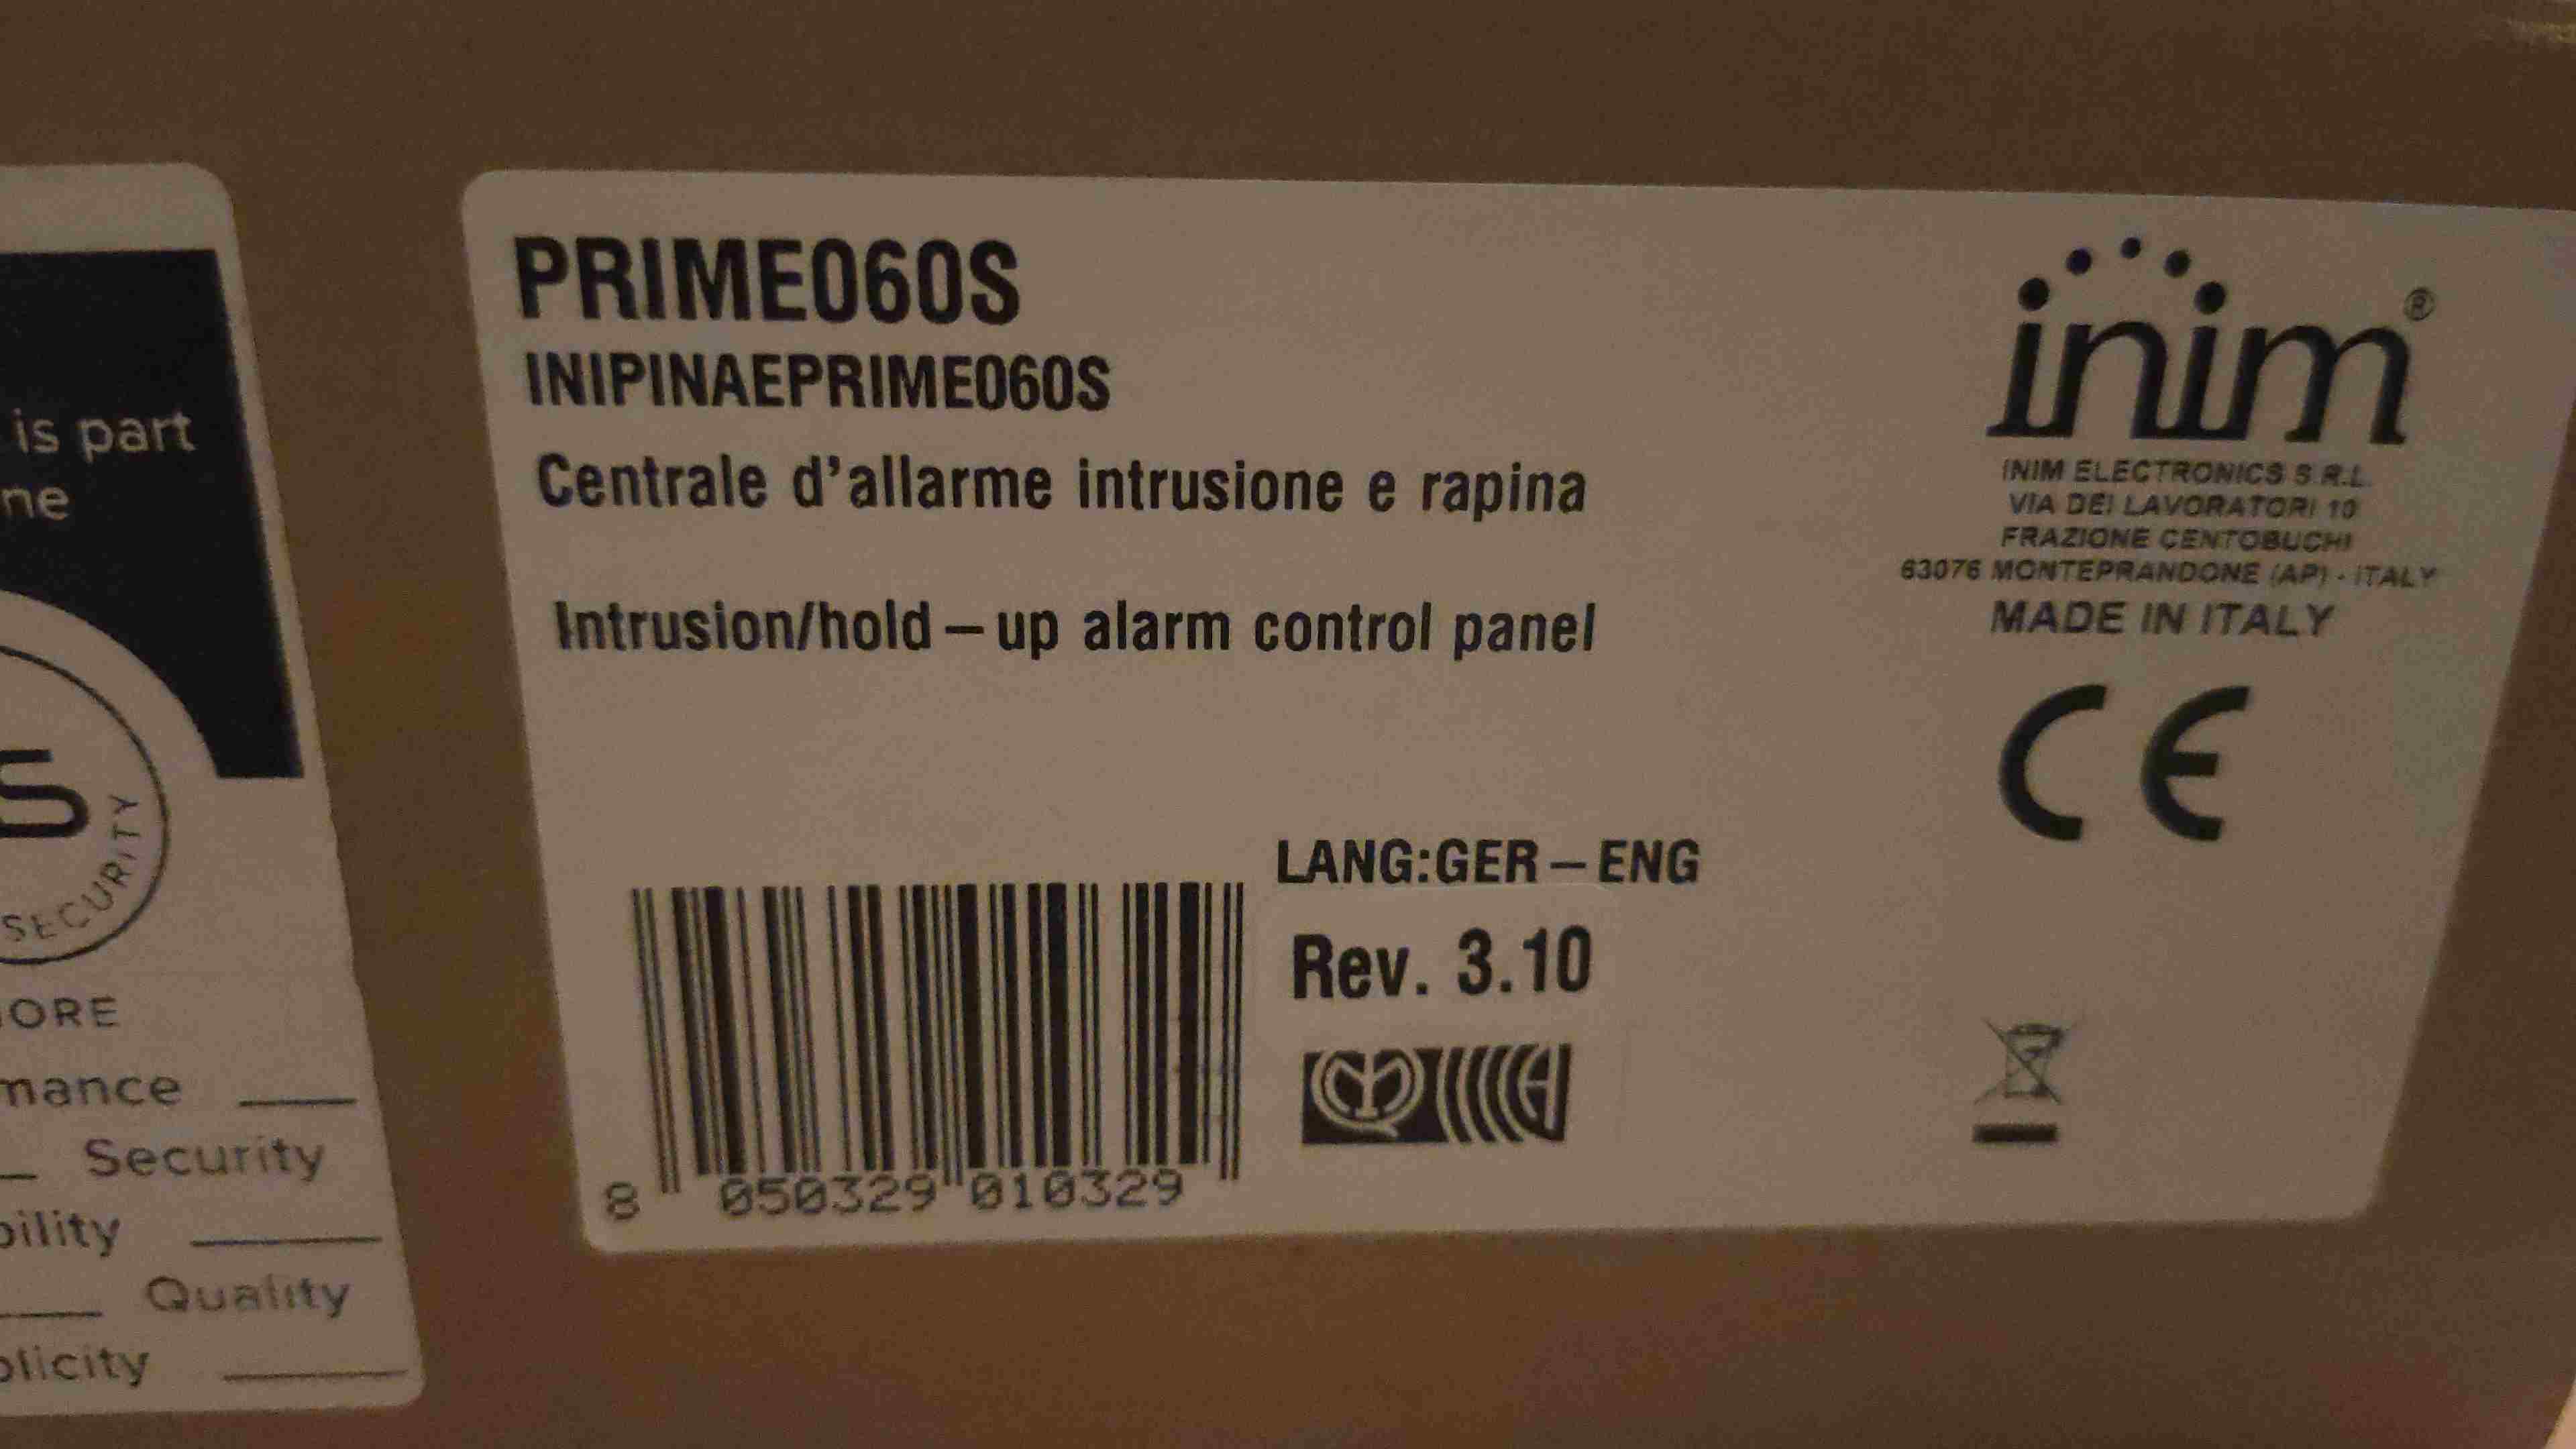 is part
ne
S
SECURITY
ORE
mance
Security
bility
Quality
plicity
PRIME060S
INIPINAEPRIME060S
Centrale d'allarme intrusione e rapina
Intrusion/hold-up alarm control panel
LANG:GER-ENG
Rev. 3.10
8 050329 010329
inim®
INIM ELECTRONICS S.R.L.
VIA DEI LAVORATORI 10
FRAZIONE CENTOBUCHI
63076 MONTEPRANDONE (AP) - ITALY
MADE IN ITALY
CE